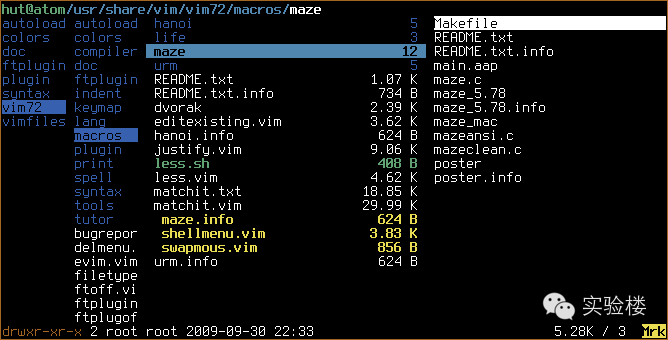 hut@atom/usr/share/vim/vim72/macros/maze
autoload autoload hanoi 5 Makefile
colors colors life 3 README.txt
doc compiler maze 12 README.txt.info
ftplugin doc urm 5 main.aap
plugin ftplugin README.txt 1.07 K maze.c
syntax indent README.txt.info 734 B maze_5.78
vim72 keymap dvorak 2.39 K maze_5.78.info
vimfiles lang editexisting.vim 3.62 K maze_mac
macros hanoi.info 624 B mazeansi.c
plugin justify.vim 9.06 K mazeclean.c
print less.sh 408 B poster
spell less.vim 4.62 K poster.info
syntax matchit.txt 18.85 K
tools matchit.vim 29.99 K
tutor maze.info 624 B
bugrepor shellmenu.vim 3.83 K
delmenu. swapmous.vim 856 B
evim.vim urm.info 624 B
filetype
ftoff.vi
ftplugin
ftplugof
实验楼
drwxr-xr-x 2 root root 2009-09-30 22:33 5.28K / 3 Mrk